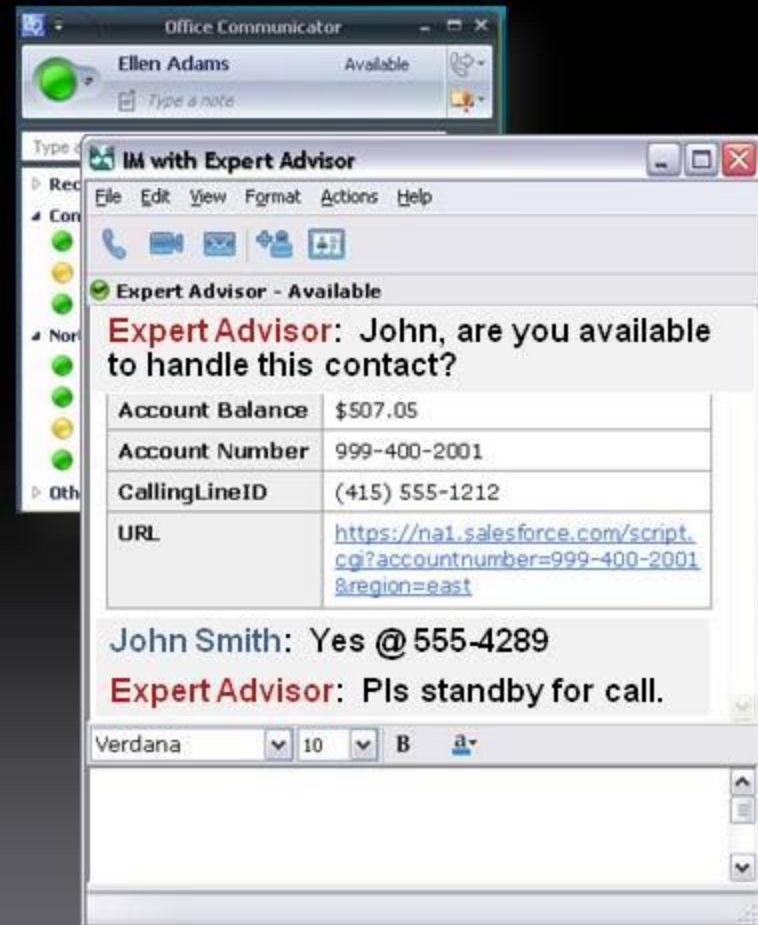 Office Communicator
Ellen Adams Available
Type a note
Type a
Rec
Con
Nor
Oth
IM with Expert Advisor
File Edit View Format Actions Help
Expert Advisor - Available
Expert Advisor: John, are you available
to handle this contact?
Account Balance $507.05
Account Number 999-400-2001
CallingLineID (415) 555-1212
URL https://na1.salesforce.com/script.
cgi?accountnumber=999-400-2001
&region=east
John Smith: Yes @ 555-4289
Expert Advisor: Pls standby for call.
Verdana 10 B a